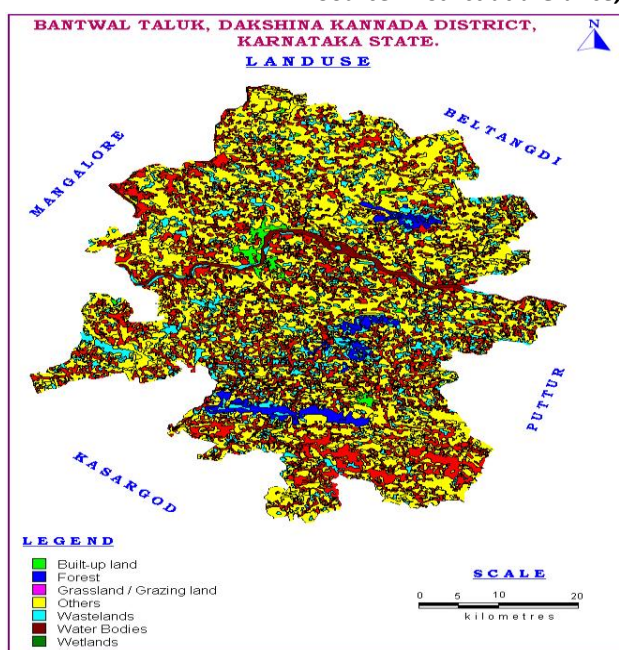 BANTWAL TALUK, DAKSHINA KANNADA DISTRICT,
KARNATAKA STATE.
N
LANDUSE
BELTANGDI
MANGALORE
PUTTUR
KASARGOD
LEGEND
Built-up land
Forest
Grassland / Grazing land
Others
Wastelands
Water Bodies
Wetlands
SCALE
0 5 10 20
kilometres